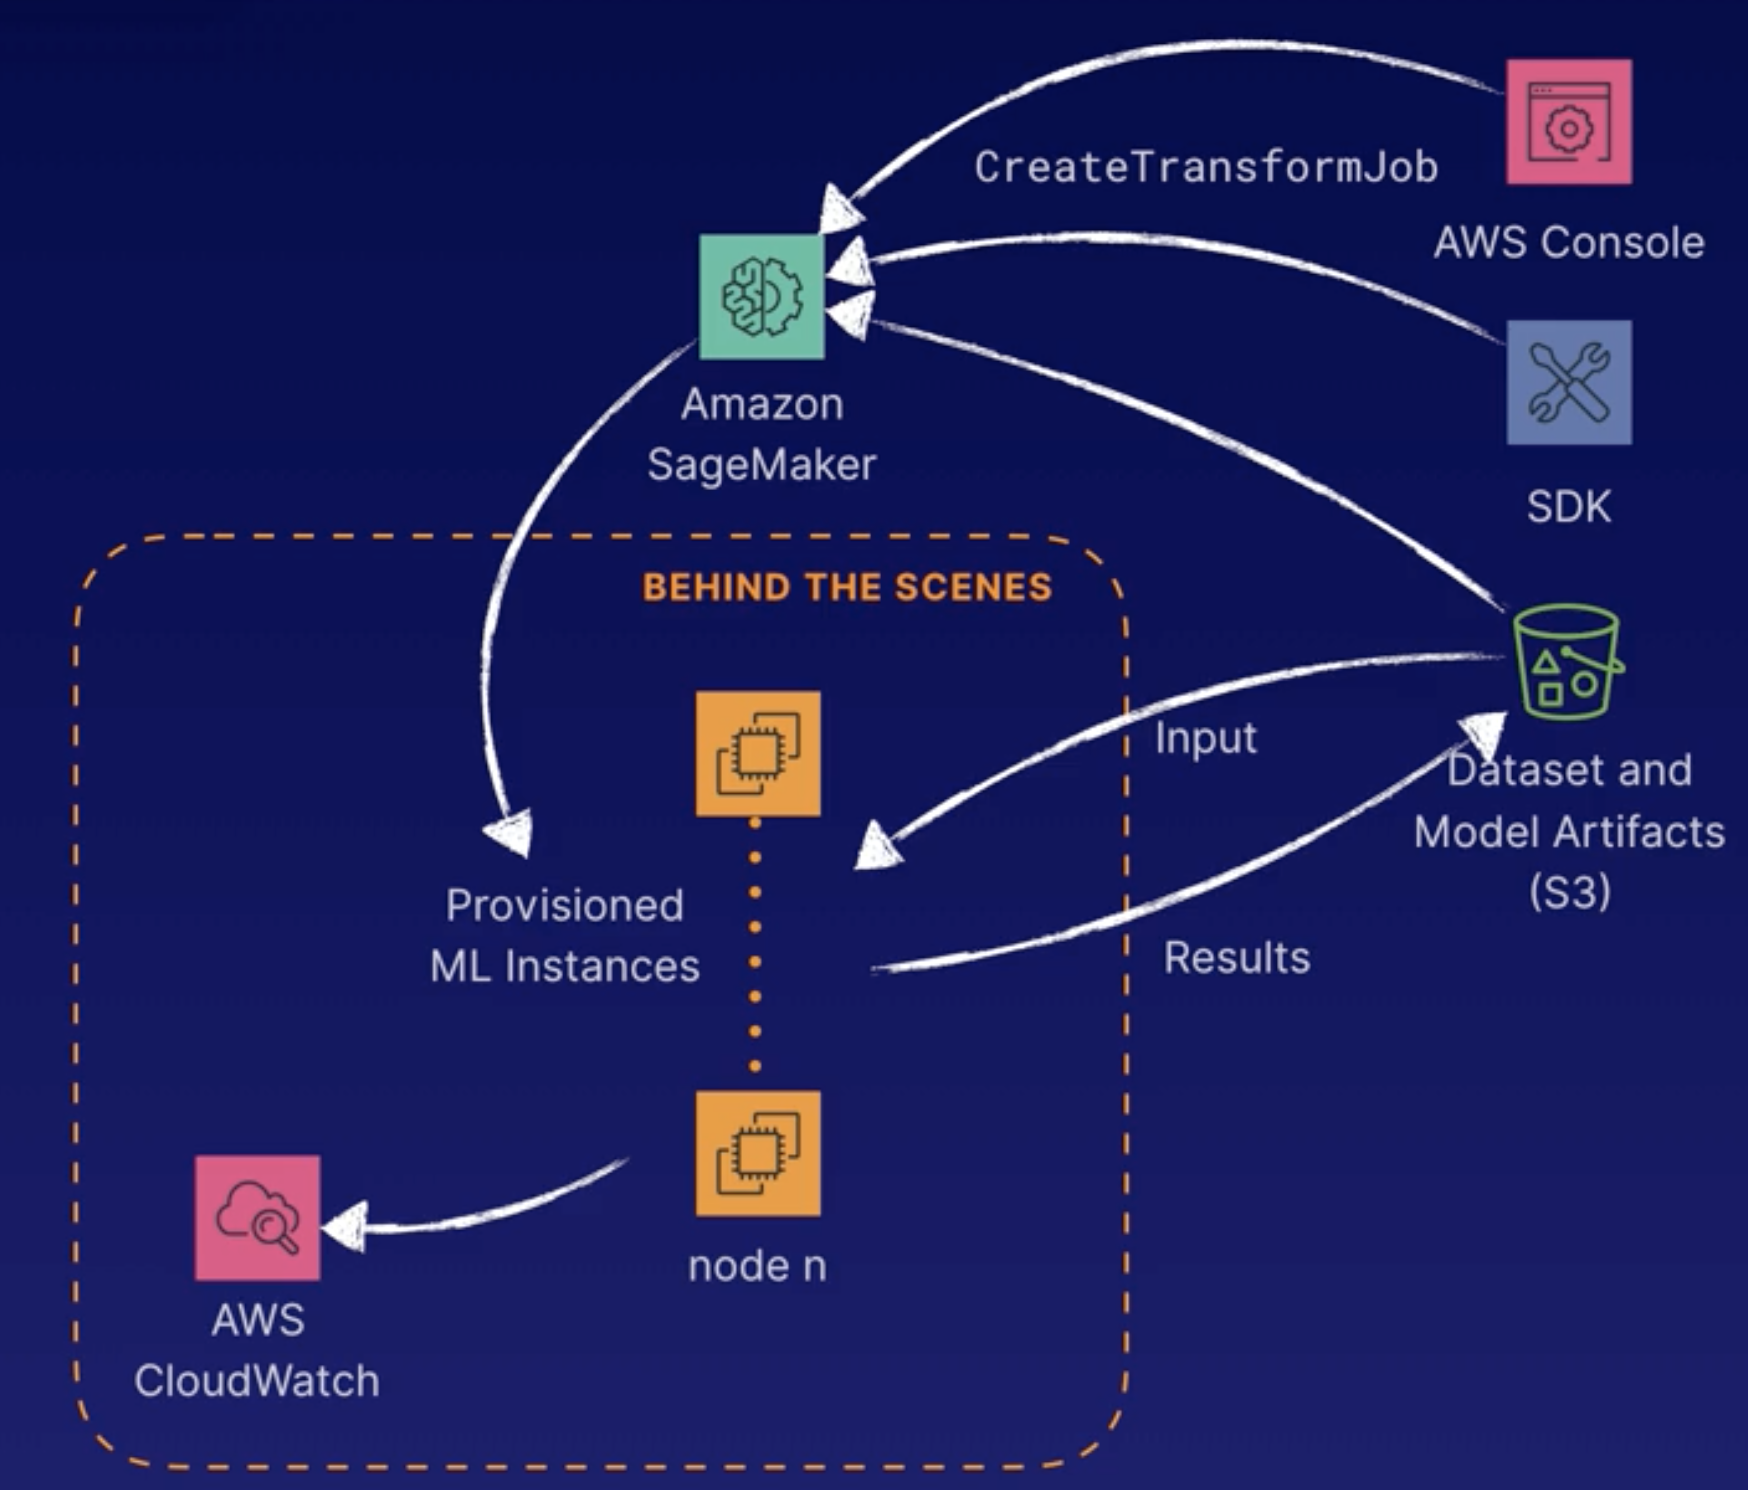 CreateTransformJob
AWS Console
Amazon
SageMaker
SDK
BEHIND THE SCENES
Input
Dataset and
Model Artifacts
(S3)
Provisioned
ML Instances
Results
node n
AWS
CloudWatch